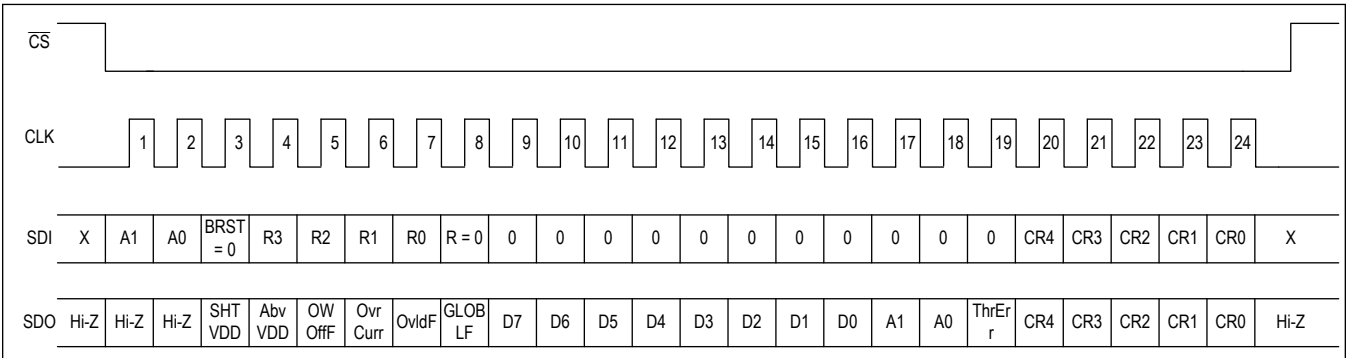 CS
CLK 1 2 3 4 5 6 7 8 9 10 11 12 13 14 15 16 17 18 19 20 21 22 23 24
SDI X A1 A0 BRST = 0 R3 R2 R1 R0 R = 0 0 0 0 0 0 0 0 0 0 0 0 CR4 CR3 CR2 CR1 CR0 X
SDO Hi-Z Hi-Z Hi-Z SHT VDD Abv VDD OW OffF Ovr Curr OvldF GLOB LF D7 D6 D5 D4 D3 D2 D1 D0 A1 A0 ThrEr r CR4 CR3 CR2 CR1 CR0 Hi-Z